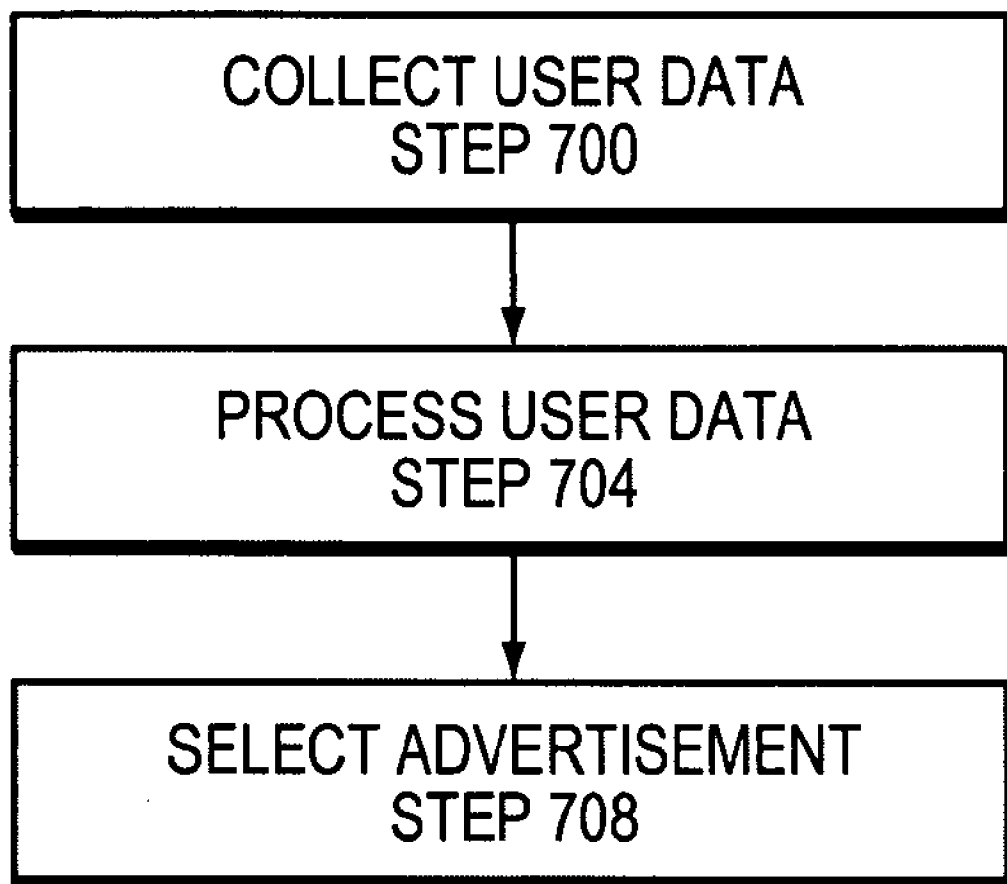 COLLECT USER DATA
STEP 700
PROCESS USER DATA
STEP 704
SELECT ADVERTISEMENT
STEP 708